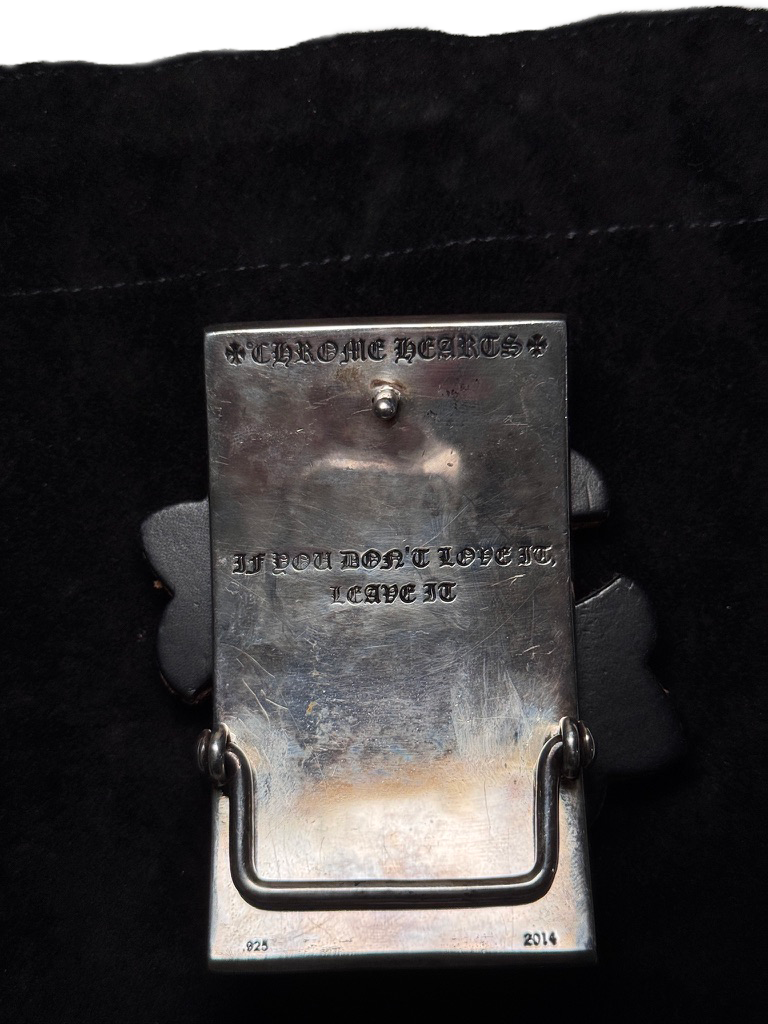 ✠ CHROME HEARTS ✠
IF YOU DON'T LOVE IT,
LEAVE IT
.925 2014